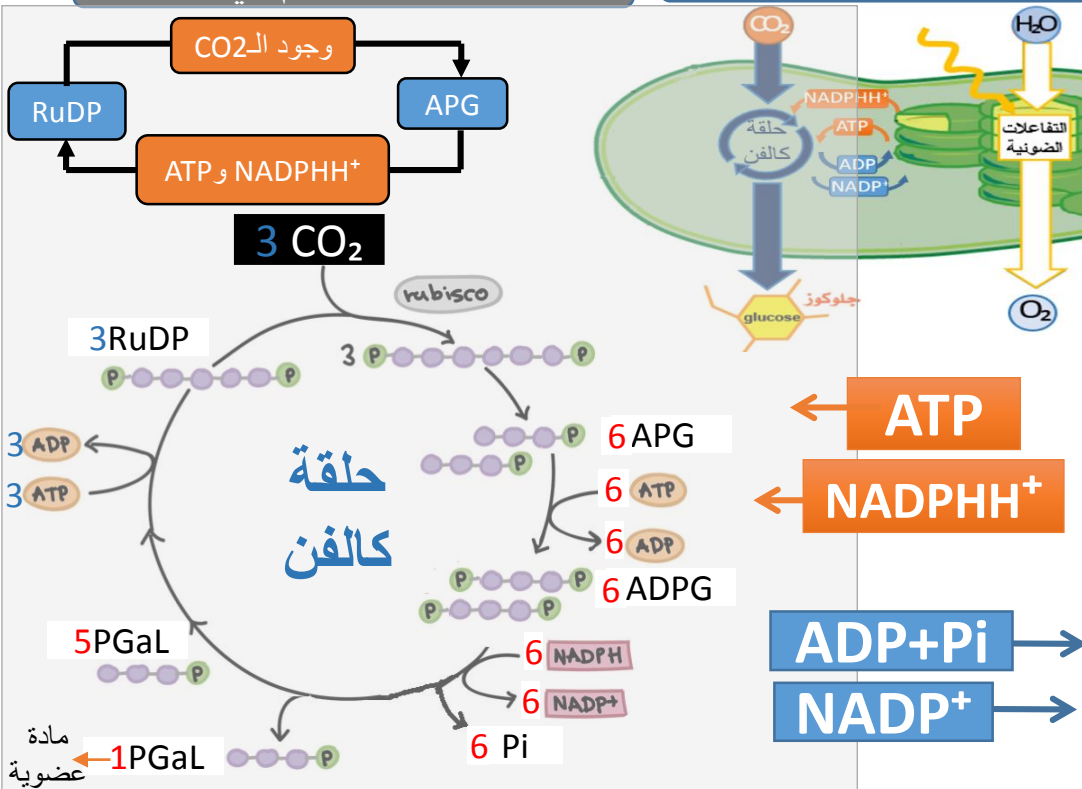 وجود الـCO2
RuDP
APG
NADPHH⁺ وATP
3 CO₂
rubisco
3RuDP
P
P
3
P
P
3 ADP
3 ATP
حلقة
كالفن
P
P
6 APG
6 ATP
6 ADP
P
P
P
P
6 ADPG
6 NADPH
6 NADP+
6 Pi
5PGaL
P
1PGaL
P
مادة
عضوية
CO₂
H₂O
NADPHH⁺
ATP
ADP
NADP⁺
حلقة
كالفن
التفاعلات
الضوئية
جلوكوز
glucose
O₂
ATP
NADPHH⁺
ADP+Pi
NADP⁺